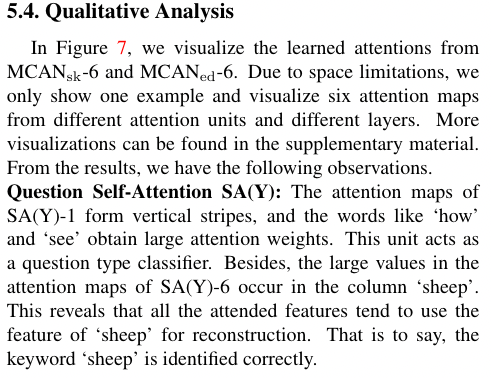 5.4. Qualitative Analysis
In Figure 7, we visualize the learned attentions from
MCANsk-6 and MCANed-6. Due to space limitations, we
only show one example and visualize six attention maps
from different attention units and different layers. More
visualizations can be found in the supplementary material.
From the results, we have the following observations.
Question Self-Attention SA(Y): The attention maps of
SA(Y)-1 form vertical stripes, and the words like ‘how’
and ‘see’ obtain large attention weights. This unit acts as
a question type classifier. Besides, the large values in the
attention maps of SA(Y)-6 occur in the column ‘sheep’.
This reveals that all the attended features tend to use the
feature of ‘sheep’ for reconstruction. That is to say, the
keyword ‘sheep’ is identified correctly.